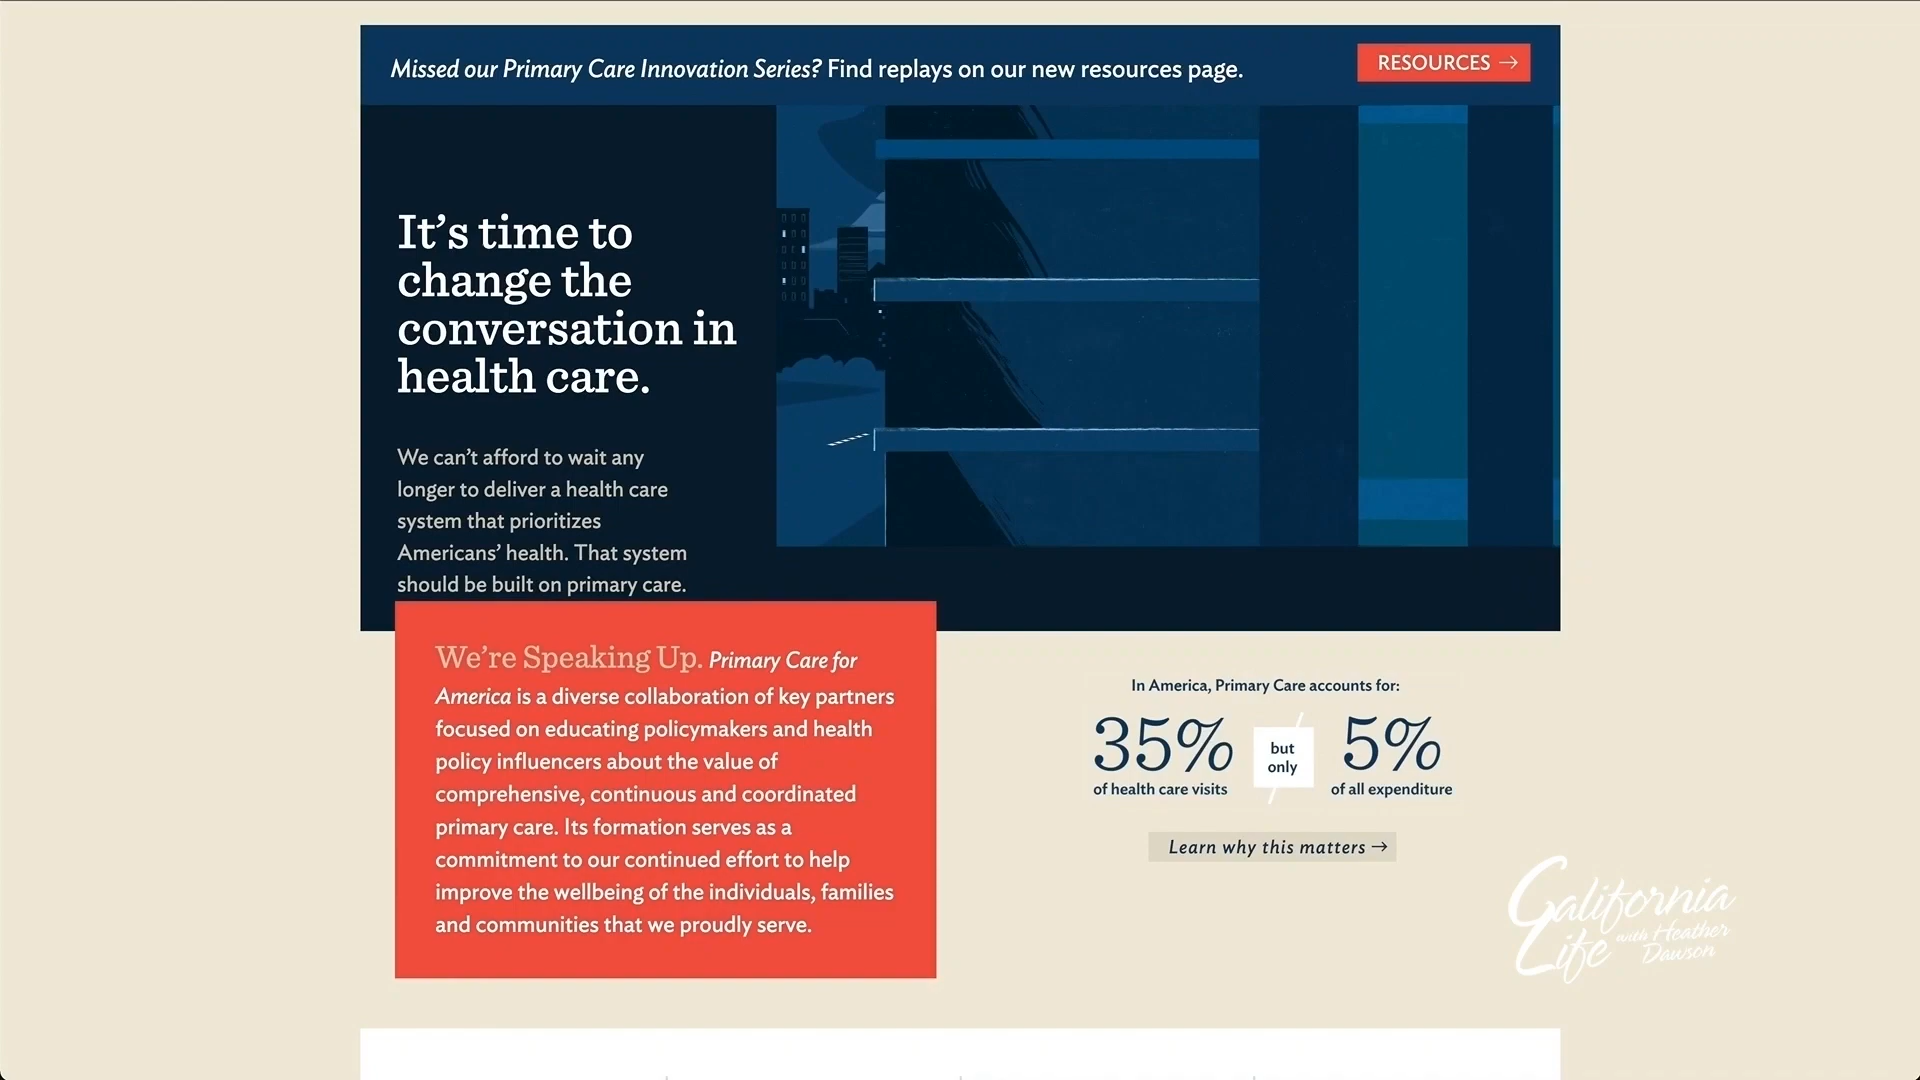 Missed our Primary Care Innovation Series? Find replays on our new resources page.
RESOURCES →
It’s time to
change the
conversation in
health care.
We can’t afford to wait any
longer to deliver a health care
system that prioritizes
Americans’ health. That system
should be built on primary care.
We’re Speaking Up. Primary Care for
America is a diverse collaboration of key partners
focused on educating policymakers and health
policy influencers about the value of
comprehensive, continuous and coordinated
primary care. Its formation serves as a
commitment to our continued effort to help
improve the wellbeing of the individuals, families
and communities that we proudly serve.
In America, Primary Care accounts for:
35% but only 5%
of health care visits of all expenditure
Learn why this matters →
California
Life with Heather
Dawson